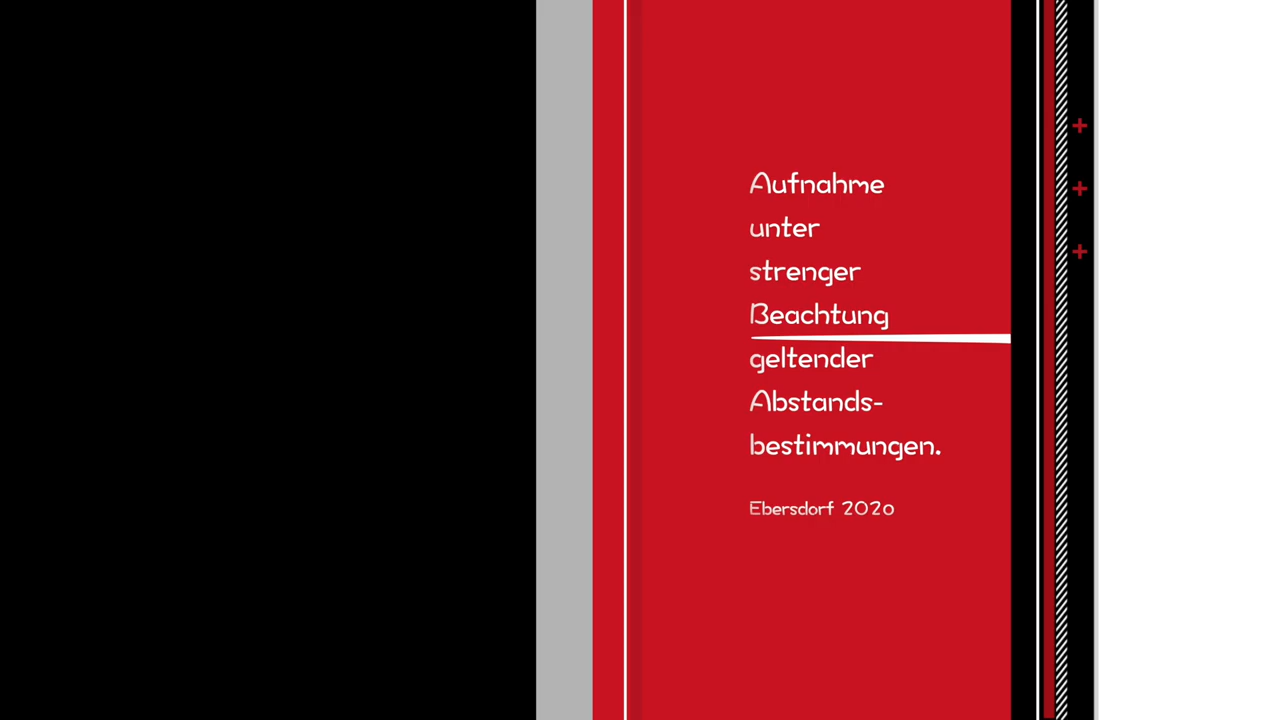 Aufnahme
unter
strenger
Beachtung
geltender
Abstands-
bestimmungen.
Ebersdorf 2020
+
+
+